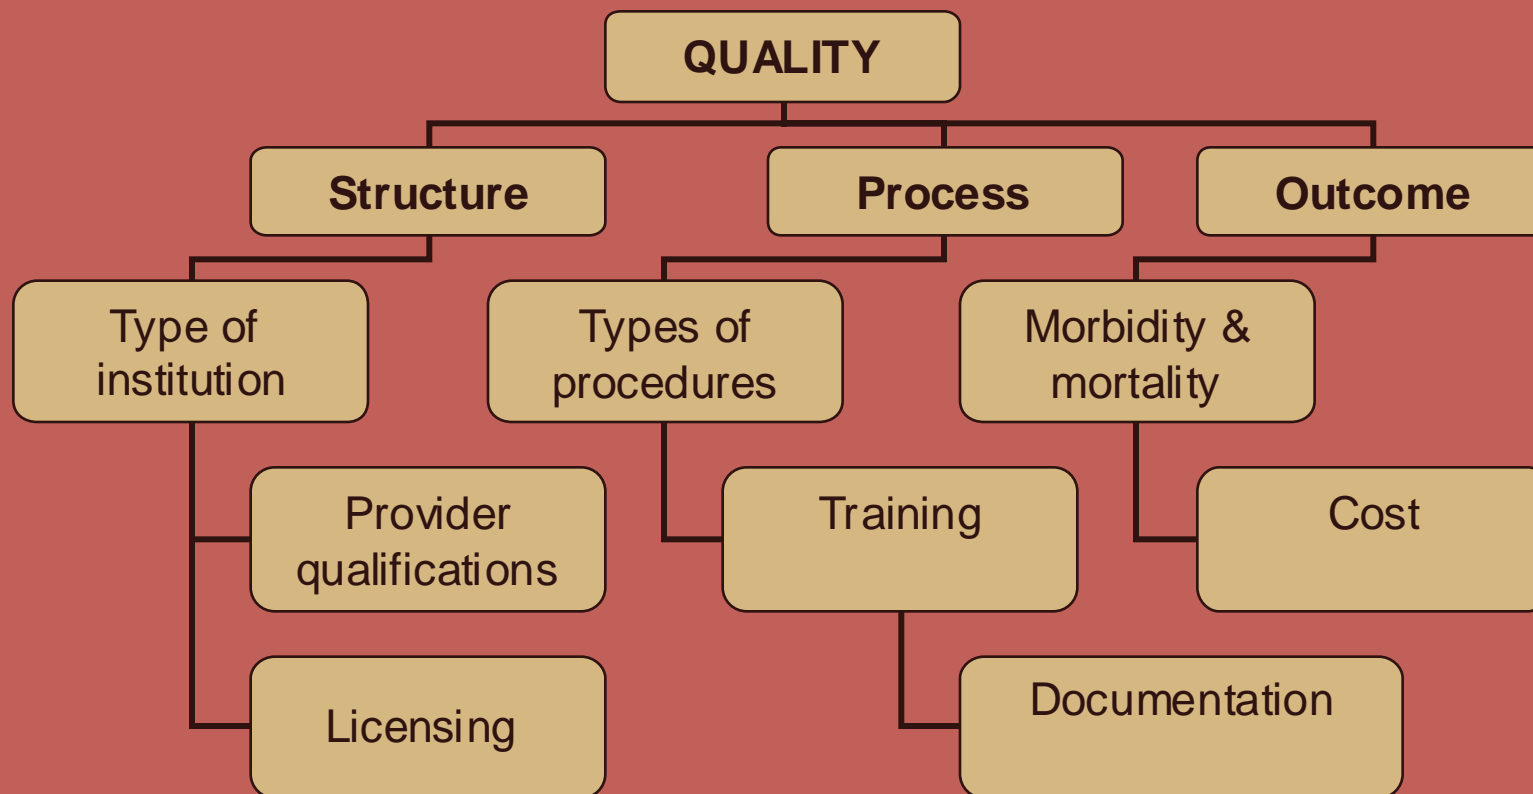 QUALITY
Structure
Process
Outcome
Type of
institution
Types of
procedures
Morbidity &
mortality
Provider
qualifications
Training
Cost
Licensing
Documentation